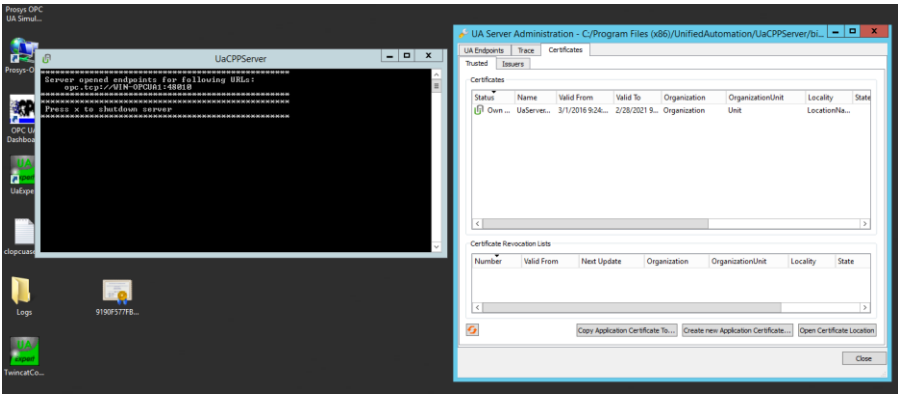 Prosys OPC
UA Simul...
Prosys-O
OPC UA
Dashboa
UaExpe
clopcuase
Logs
9190F577FB...
TwincatCo...
UaCPPServer
Server opened endpoints for following URLs:
opc.tcp://WIN-OPCUA1:48010
Press x to shutdown server
UA Server Administration - C:/Program Files (x86)/UnifiedAutomation/UaCPPServer/bi...
UA Endpoints Trace Certificates
Trusted Issuers
Certificates
Status Name Valid From Valid To Organization OrganizationUnit Locality State
Own ... UaServer... 3/1/2016 9:24:... 2/28/2021 9... Organization Unit LocationNa...
Certificate Revocation Lists
Number Valid From Next Update Organization OrganizationUnit Locality State
Copy Application Certificate To... Create new Application Certificate... Open Certificate Location
Close